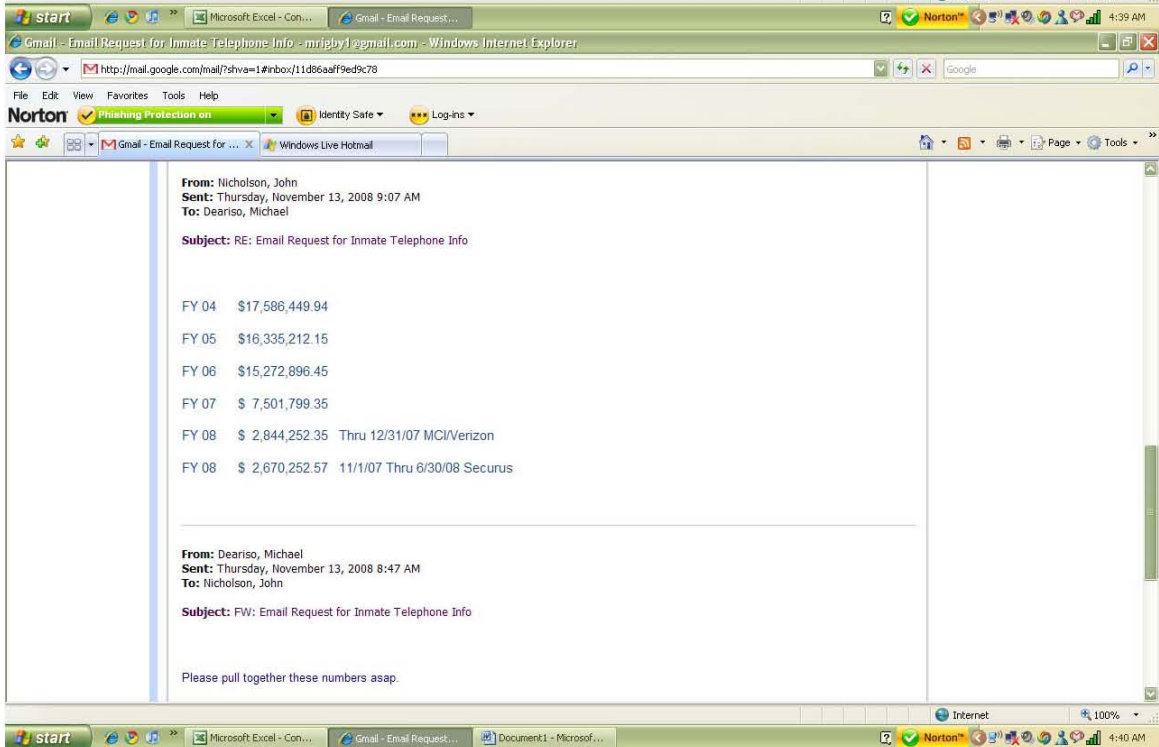 start » Microsoft Excel - Con... Gmail - Email Request... Norton™ 4:39 AM
Gmail - Email Request for Inmate Telephone Info - mrigby1@gmail.com - Windows Internet Explorer
http://mail.google.com/mail/?shva=1#inbox/11d86aaff9ed9c78 Google
File Edit View Favorites Tools Help
Norton Phishing Protection on Identity Safe Log-ins
Gmail - Email Request for ... X Windows Live Hotmail Page Tools »
From: Nicholson, John
Sent: Thursday, November 13, 2008 9:07 AM
To: Deariso, Michael
Subject: RE: Email Request for Inmate Telephone Info
FY 04 $17,586,449.94
FY 05 $16,335,212.15
FY 06 $15,272,896.45
FY 07 $ 7,501,799.35
FY 08 $ 2,844,252.35 Thru 12/31/07 MCI/Verizon
FY 08 $ 2,670,252.57 11/1/07 Thru 6/30/08 Securus
From: Deariso, Michael
Sent: Thursday, November 13, 2008 8:47 AM
To: Nicholson, John
Subject: FW: Email Request for Inmate Telephone Info
Please pull together these numbers asap.
Internet 100%
start » Microsoft Excel - Con... Gmail - Email Request... Document1 - Microsof... Norton™ 4:40 AM